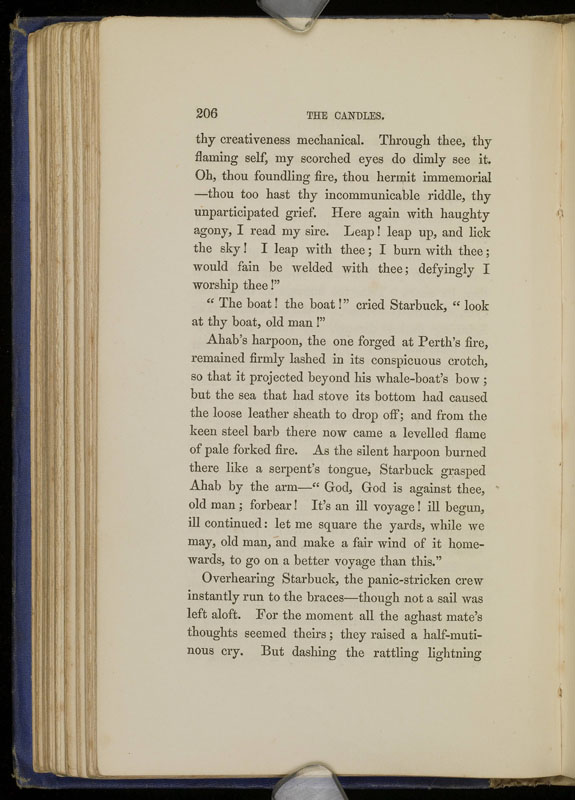 206 THE CANDLES.
thy creativeness mechanical. Through thee, thy
flaming self, my scorched eyes do dimly see it.
Oh, thou foundling fire, thou hermit immemorial
—thou too hast thy incommunicable riddle, thy
unparticipated grief. Here again with haughty
agony, I read my sire. Leap! leap up, and lick
the sky! I leap with thee; I burn with thee;
would fain be welded with thee; defyingly I
worship thee!”
“ The boat! the boat!” cried Starbuck, “ look
at thy boat, old man!”
Ahab’s harpoon, the one forged at Perth’s fire,
remained firmly lashed in its conspicuous crotch,
so that it projected beyond his whale-boat’s bow;
but the sea that had stove its bottom had caused
the loose leather sheath to drop off; and from the
keen steel barb there now came a levelled flame
of pale forked fire. As the silent harpoon burned
there like a serpent’s tongue, Starbuck grasped
Ahab by the arm—“ God, God is against thee,
old man; forbear! It’s an ill voyage! ill begun,
ill continued: let me square the yards, while we
may, old man, and make a fair wind of it home-
wards, to go on a better voyage than this.”
Overhearing Starbuck, the panic-stricken crew
instantly run to the braces—though not a sail was
left aloft. For the moment all the aghast mate’s
thoughts seemed theirs; they raised a half-muti-
nous cry. But dashing the rattling lightning